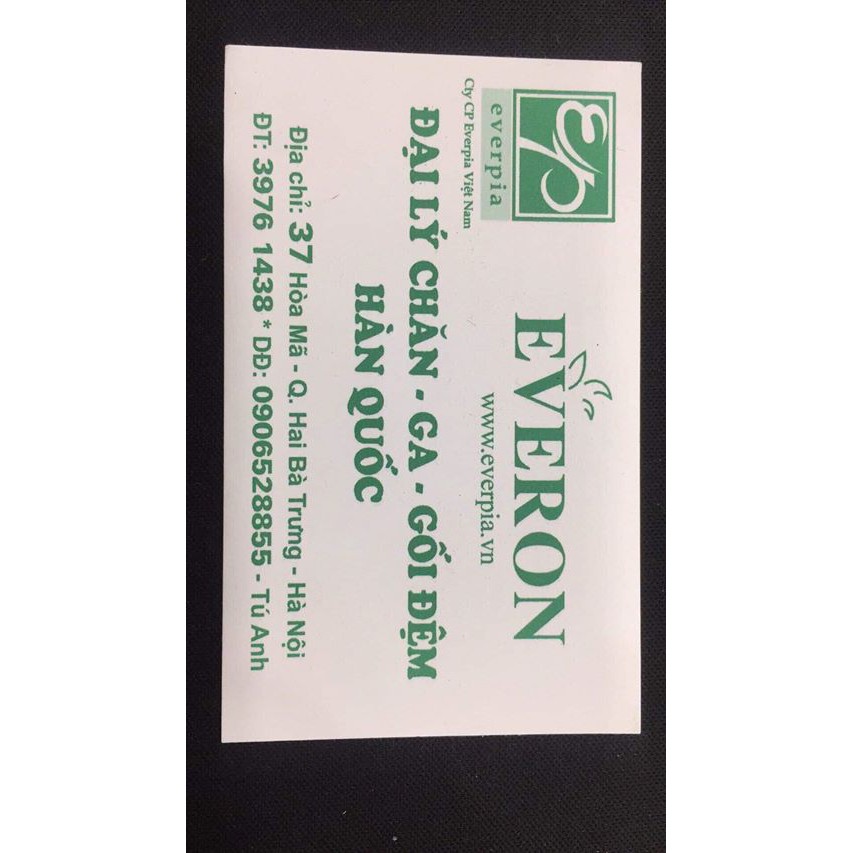 everpia
Cty CP Everpia Việt Nam
EVERON
www.everpia.vn
ĐẠI LÝ CHĂN - GA - GỐI ĐỆM
HÀN QUỐC
Địa chỉ: 37 Hòa Mã - Q. Hai Bà Trưng - Hà Nội
ĐT: 3976 1438 * DĐ: 0906528855 - Tú Anh